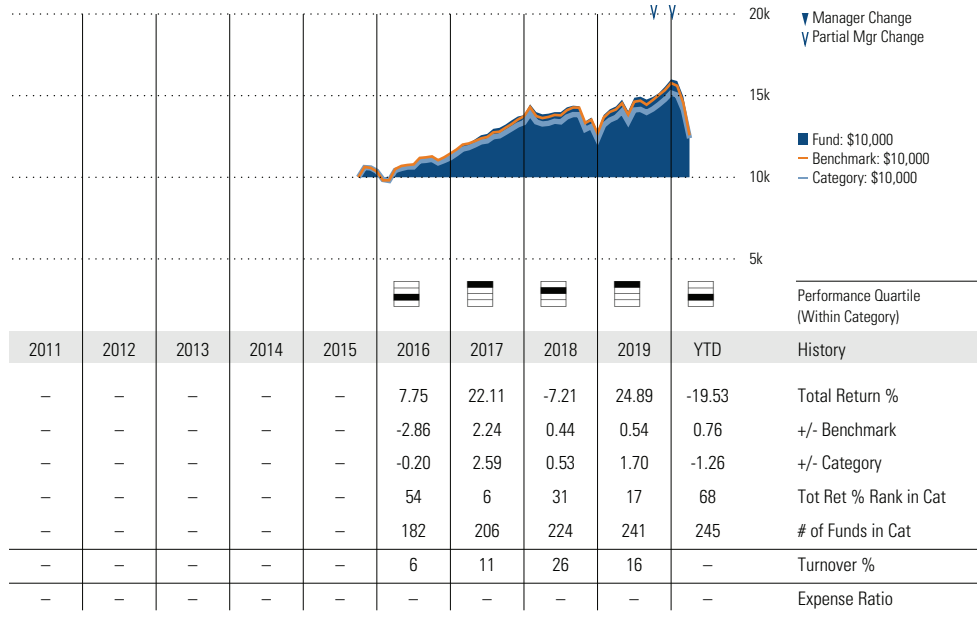 20k
▼ Manager Change
∨ Partial Mgr Change
15k
Fund: $10,000
Benchmark: $10,000
10k
Category: $10,000
5k
Performance Quartile
(Within Category)
2011 2012 2013 2014 2015 2016 2017 2018 2019 YTD History
– – – – – 7.75 22.11 -7.21 24.89 -19.53 Total Return %
– – – – – -2.86 2.24 0.44 0.54 0.76 +/- Benchmark
– – – – – -0.20 2.59 0.53 1.70 -1.26 +/- Category
– – – – – 54 6 31 17 68 Tot Ret % Rank in Cat
– – – – – 182 206 224 241 245 # of Funds in Cat
– – – – – 6 11 26 16 – Turnover %
– – – – – – – – – – Expense Ratio